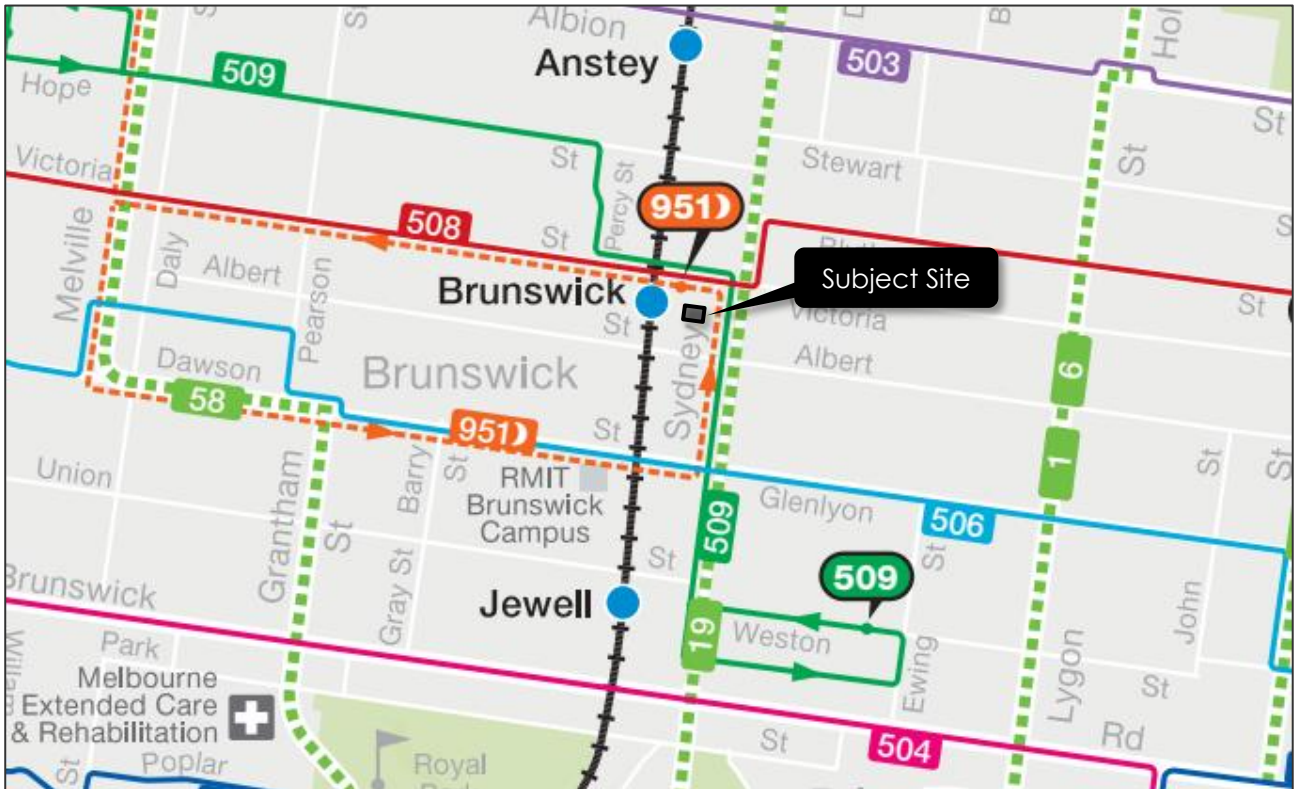 Albion
Anstey
503
Hol
509
Hope
St
St
Stewart
St
Victoria
Percy St
951
508
St
Melville
Daly
Albert
Pearson
Brunswick
Subject Site
St
St
Victoria
Sydney
Albert
6
Dawson
58
Brunswick
951
St
1
St
St
Union
Grantham
St
Barry
St
RMIT
Brunswick
Campus
Glenlyon
506
509
St
509
St
Brunswick
Jewell
Gray St
19
Weston
Ewing
John
Park
Melbourne
Extended Care
& Rehabilitation
Lygon
St
Rd
St
504
St
Poplar
Royal